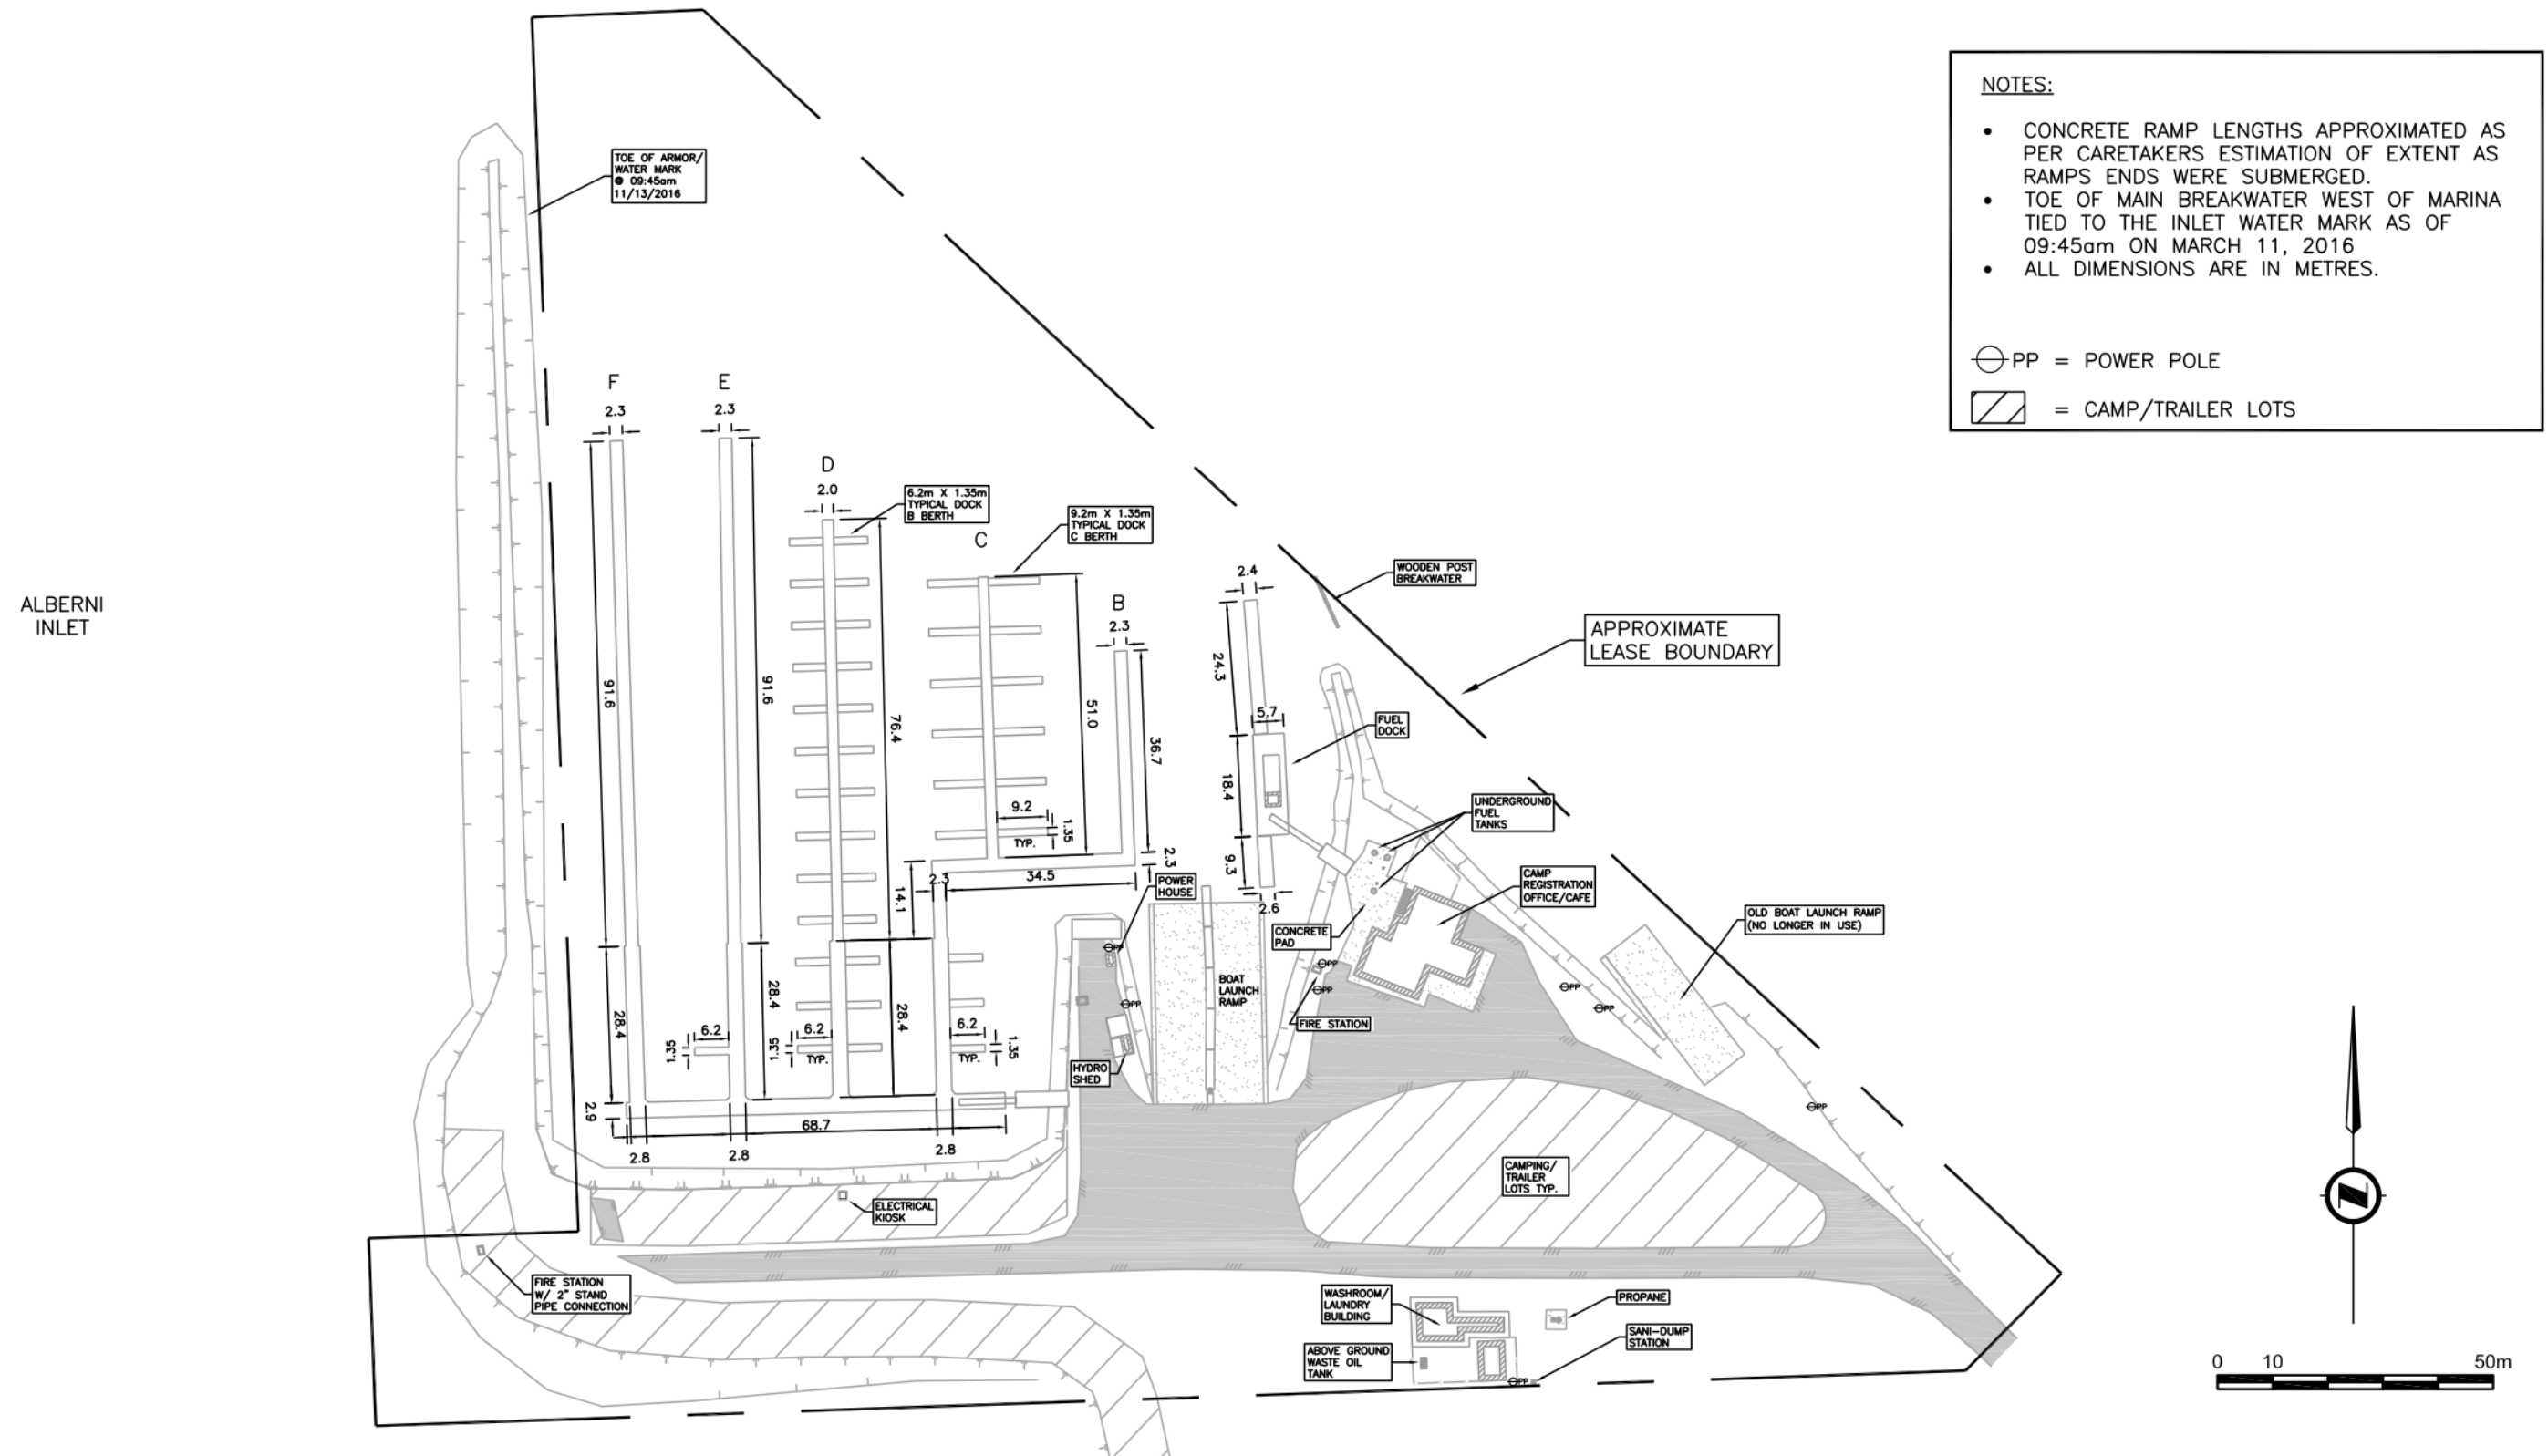 NOTES:
• CONCRETE RAMP LENGTHS APPROXIMATED AS
PER CARETAKERS ESTIMATION OF EXTENT AS
RAMPS ENDS WERE SUBMERGED.
• TOE OF MAIN BREAKWATER WEST OF MARINA
TIED TO THE INLET WATER MARK AS OF
09:45am ON MARCH 11, 2016
• ALL DIMENSIONS ARE IN METRES.
PP = POWER POLE
= CAMP/TRAILER LOTS
TOE OF ARMOR/
WATER MARK
@ 09:45am
11/13/2016
ALBERNI
INLET
F
2.3
E
2.3
D
2.0
6.2m X 1.35m
TYPICAL DOCK
B BERTH
C
9.2m X 1.35m
TYPICAL DOCK
C BERTH
B
2.3
2.4
WOODEN POST
BREAKWATER
APPROXIMATE
LEASE BOUNDARY
91.6
91.6
76.4
51.0
36.7
24.3
5.7
FUEL
DOCK
18.4
9.3
2.6
9.2
1.35
TYP.
2.3
34.5
2.3
14.1
UNDERGROUND
FUEL
TANKS
POWER
HOUSE
CAMP
REGISTRATION
OFFICE/CAFE
CONCRETE
PAD
OLD BOAT LAUNCH RAMP
(NO LONGER IN USE)
PP
PP
PP
PP
PP
PP
PP
BOAT
LAUNCH
RAMP
FIRE STATION
HYDRO
SHED
28.4
28.4
28.4
6.2
1.35
6.2
1.35
TYP.
6.2
1.35
TYP.
2.9
68.7
2.8
2.8
2.8
ELECTRICAL
KIOSK
CAMPING/
TRAILER
LOTS TYP.
FIRE STATION
W/ 2" STAND
PIPE CONNECTION
WASHROOM/
LAUNDRY
BUILDING
PROPANE
SANI-DUMP
STATION
ABOVE GROUND
WASTE OIL
TANK
PP
N
0 10 50m